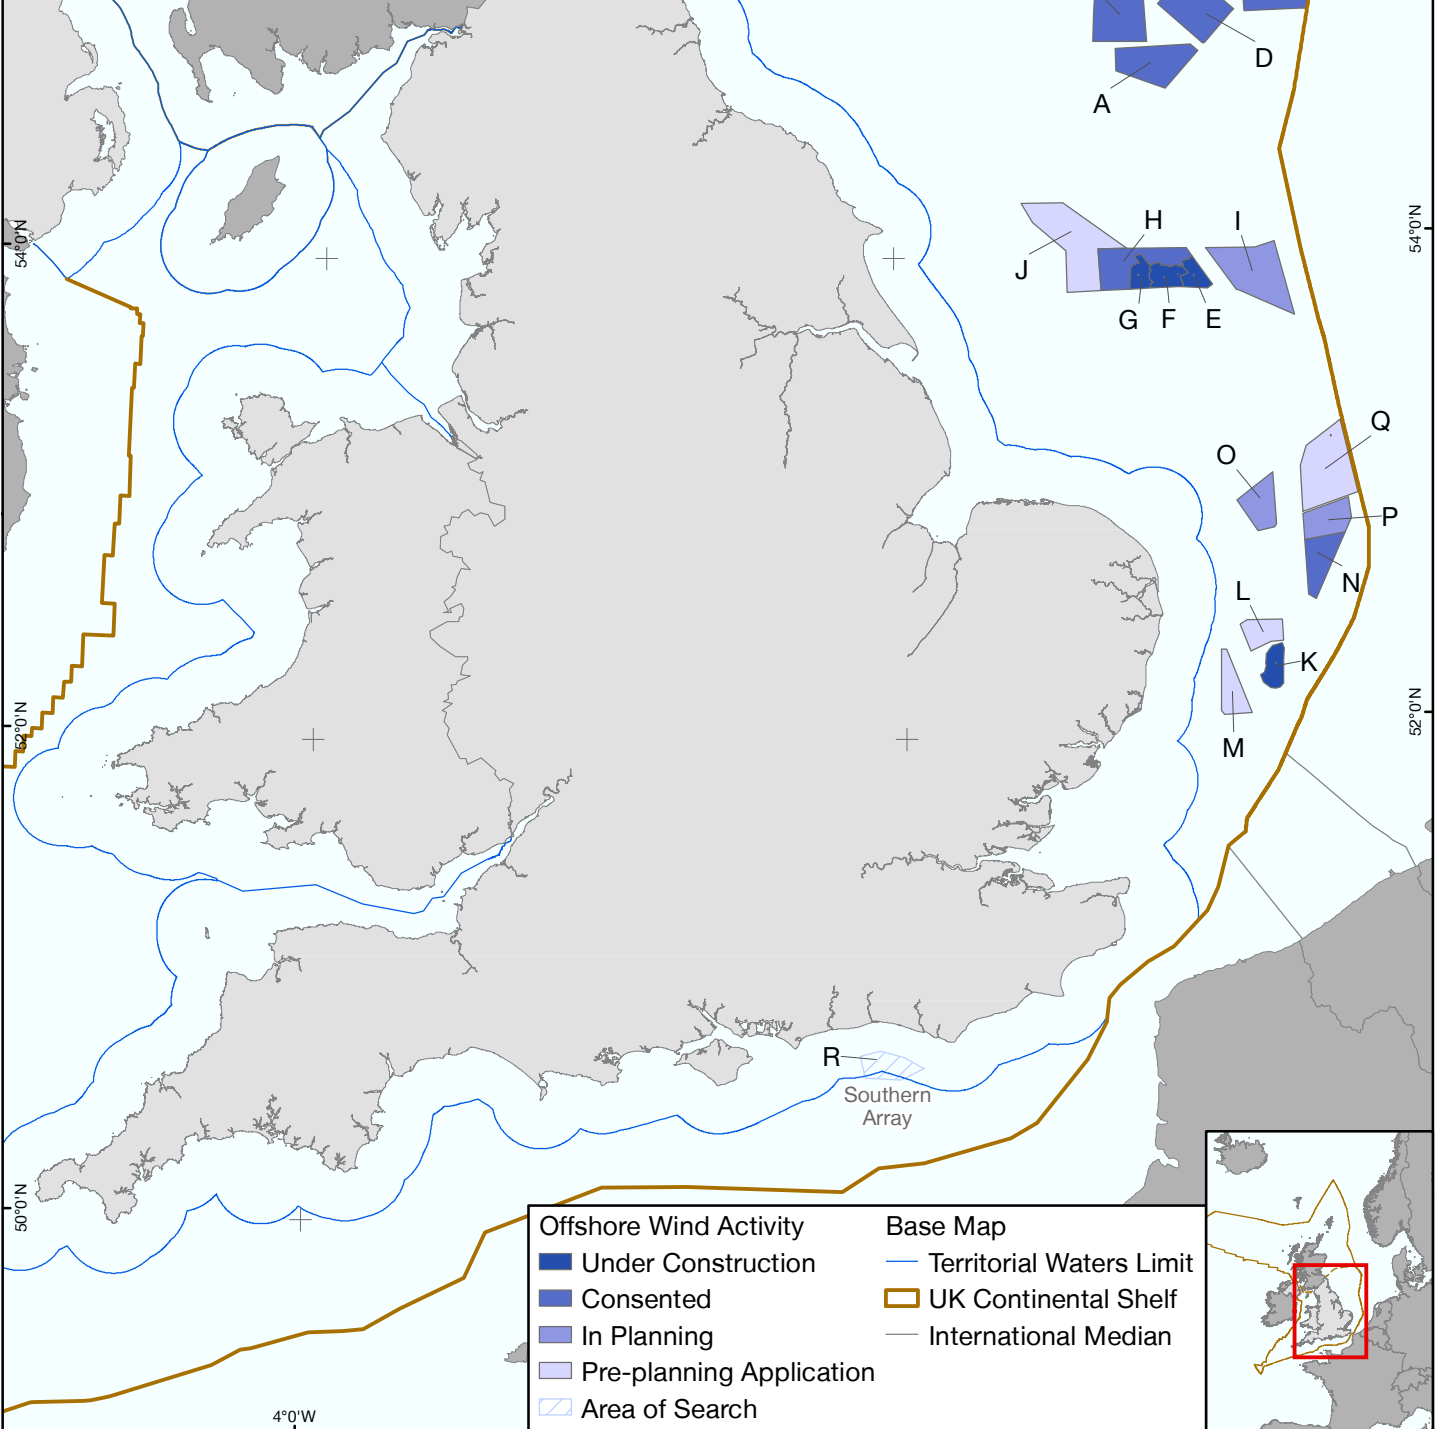 D
A
54°0'N
54°0'N
H
I
J
G
F
E
Q
O
P
N
L
K
52°0'N
52°0'N
M
R
Southern
Array
50°0'N
4°0'W
Offshore Wind Activity
Under Construction
Consented
In Planning
Pre-planning Application
Area of Search
Base Map
Territorial Waters Limit
UK Continental Shelf
International Median